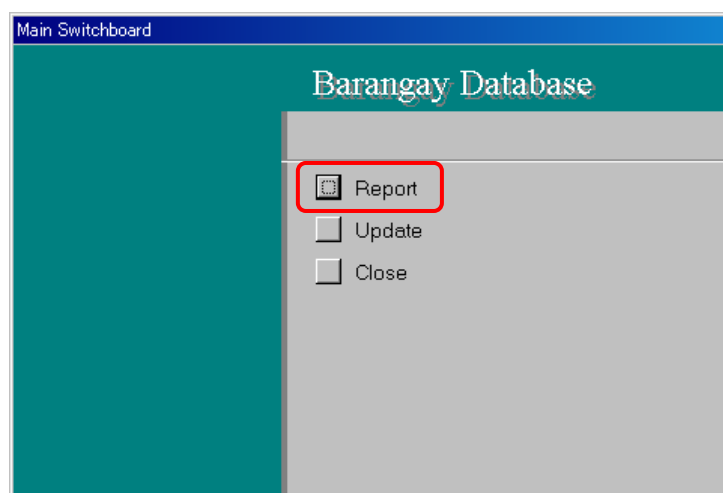 Main Switchboard
Barangay Database
Report
Update
Close